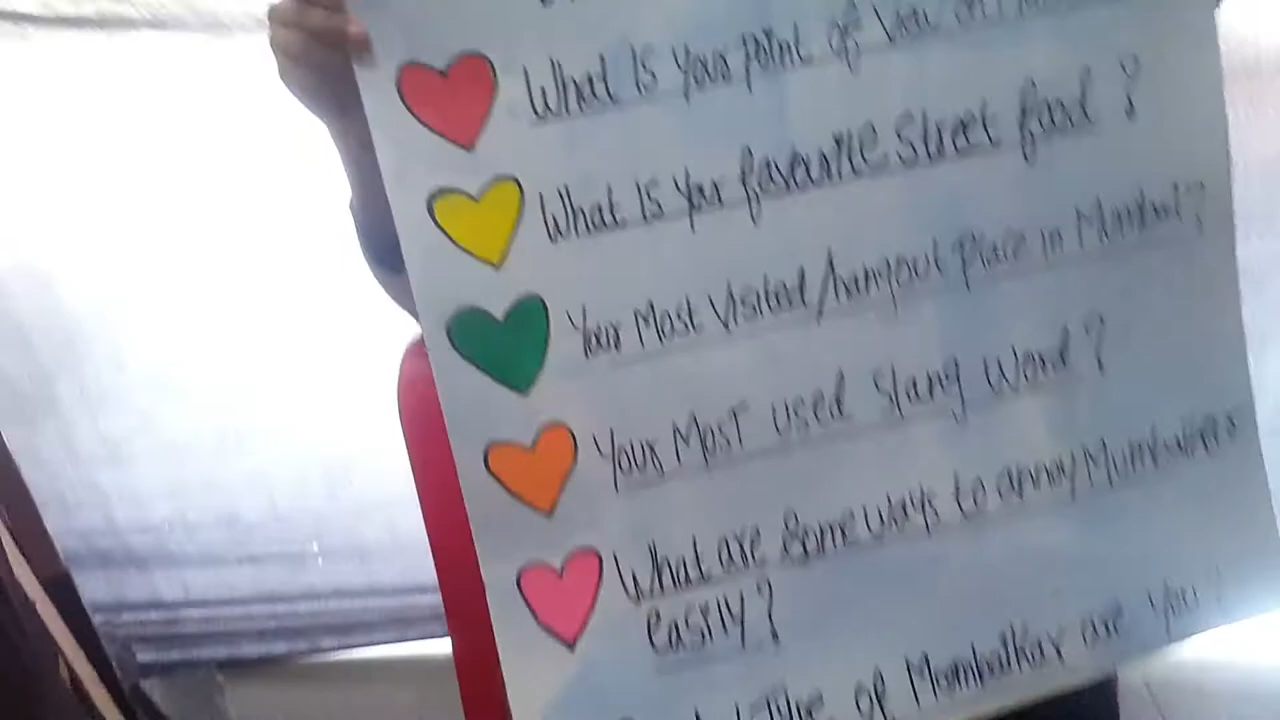 What Is Your point of
What Is Your favourite Street food ?
Your Most Visited/hangout place in Mumbai?
Your Most used slang word ?
What are Some ways to annoy Mumbaikars
easily?
of Mumbaikar are You